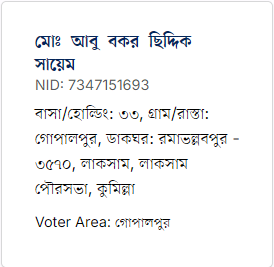 মোঃ আবু বকর ছিদ্দিক
সায়েম
NID: 7347151693
বাসা/হোল্ডিং: ৩৩, গ্রাম/রাস্তা:
গোপালপুর, ডাকঘর: রমাভল্লবপুর -
৩৫৭০, লাকসাম, লাকসাম
পৌরসভা, কুমিল্লা
Voter Area: গোপালপুর